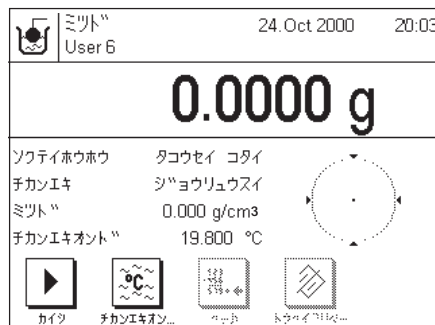 ミツド 24.Oct 2000 20:03
User 6
0.0000 g
ソクテイホウホウ タコウセイ コタイ
チカンエキ ジョウリュウスイ
ミツド 0.000 g/cm3
チカンエキオンド 19.800 °C
°C
カイシ チカンエキオン...